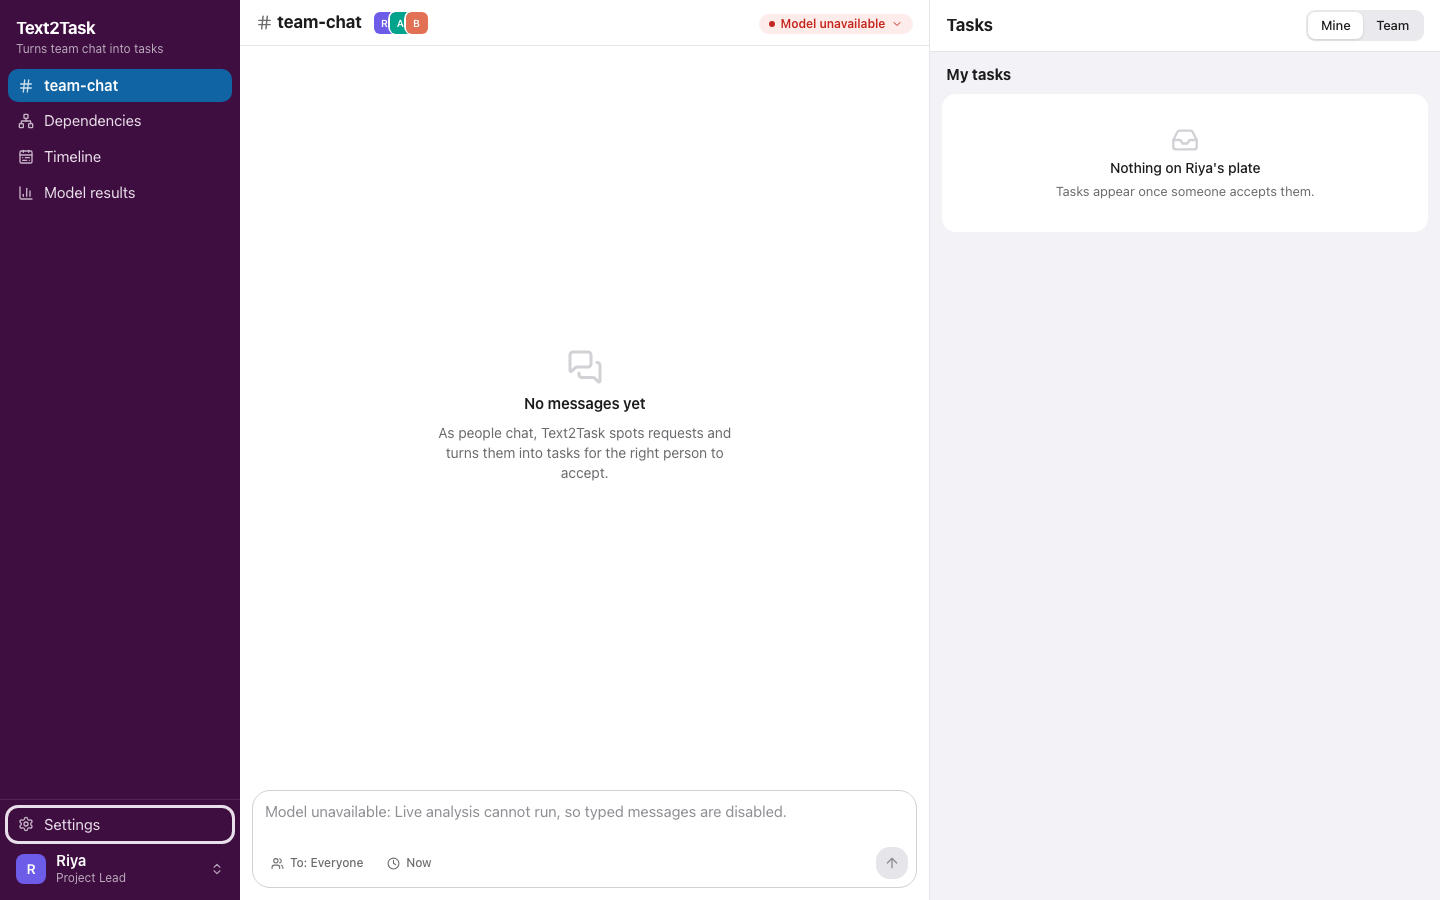 Text2Task
Turns team chat into tasks
team-chat
Dependencies
Timeline
Model results
Settings
R
Riya
Project Lead
# team-chat
R A B
Model unavailable
No messages yet
As people chat, Text2Task spots requests and
turns them into tasks for the right person to
accept.
Model unavailable: Live analysis cannot run, so typed messages are disabled.
To: Everyone
Now
Tasks
Mine
Team
My tasks
Nothing on Riya's plate
Tasks appear once someone accepts them.